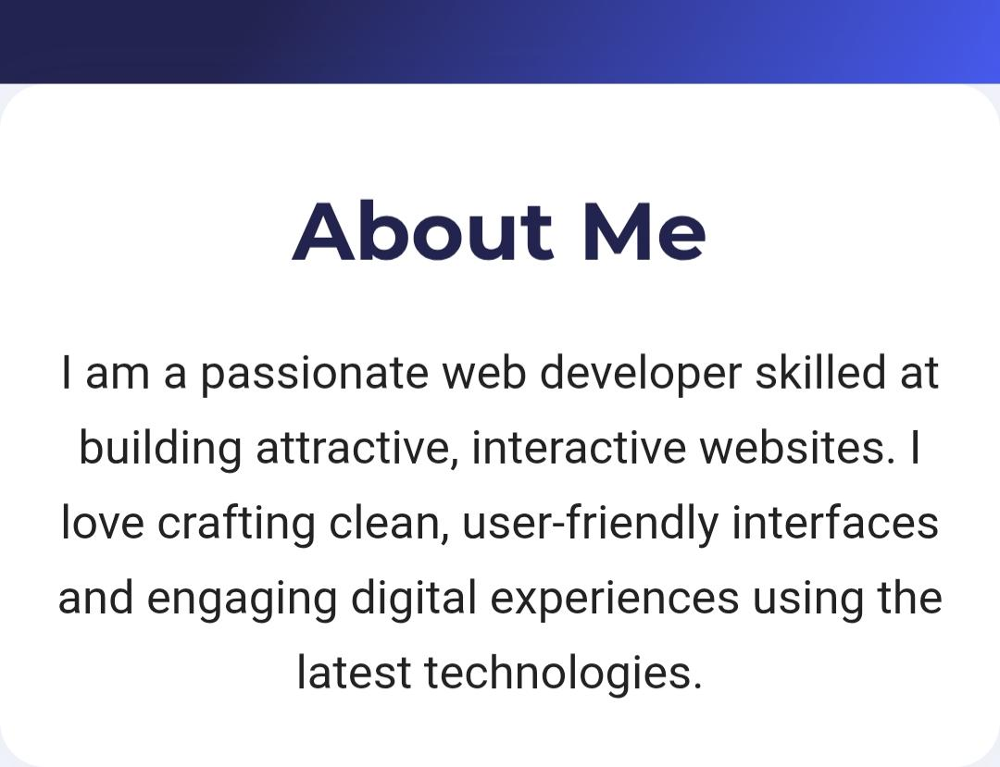 About Me
I am a passionate web developer skilled at
building attractive, interactive websites. I
love crafting clean, user-friendly interfaces
and engaging digital experiences using the
latest technologies.